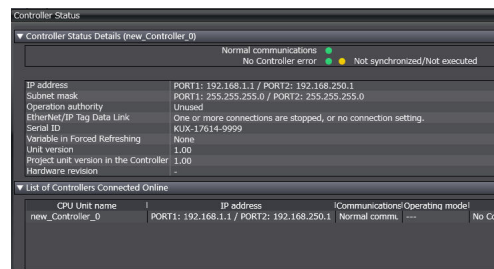 Controller Status
Controller Status Details (new_Controller_0)
Normal communications
No Controller error Not synchronized/Not executed
IP address PORT1: 192.168.1.1 / PORT2: 192.168.250.1
Subnet mask PORT1: 255.255.255.0 / PORT2: 255.255.255.0
Operation authority Unused
EtherNet/IP Tag Data Link One or more connections are stopped, or no connection setting.
Serial ID KUX-17614-9999
Variable in Forced Refreshing None
Unit version 1.00
Project unit version in the Controller 1.00
Hardware revision -
List of Controllers Connected Online
CPU Unit name IP address Communications Operating mode
new_Controller_0 PORT1: 192.168.1.1 / PORT2: 192.168.250.1 Normal commu --- No Co